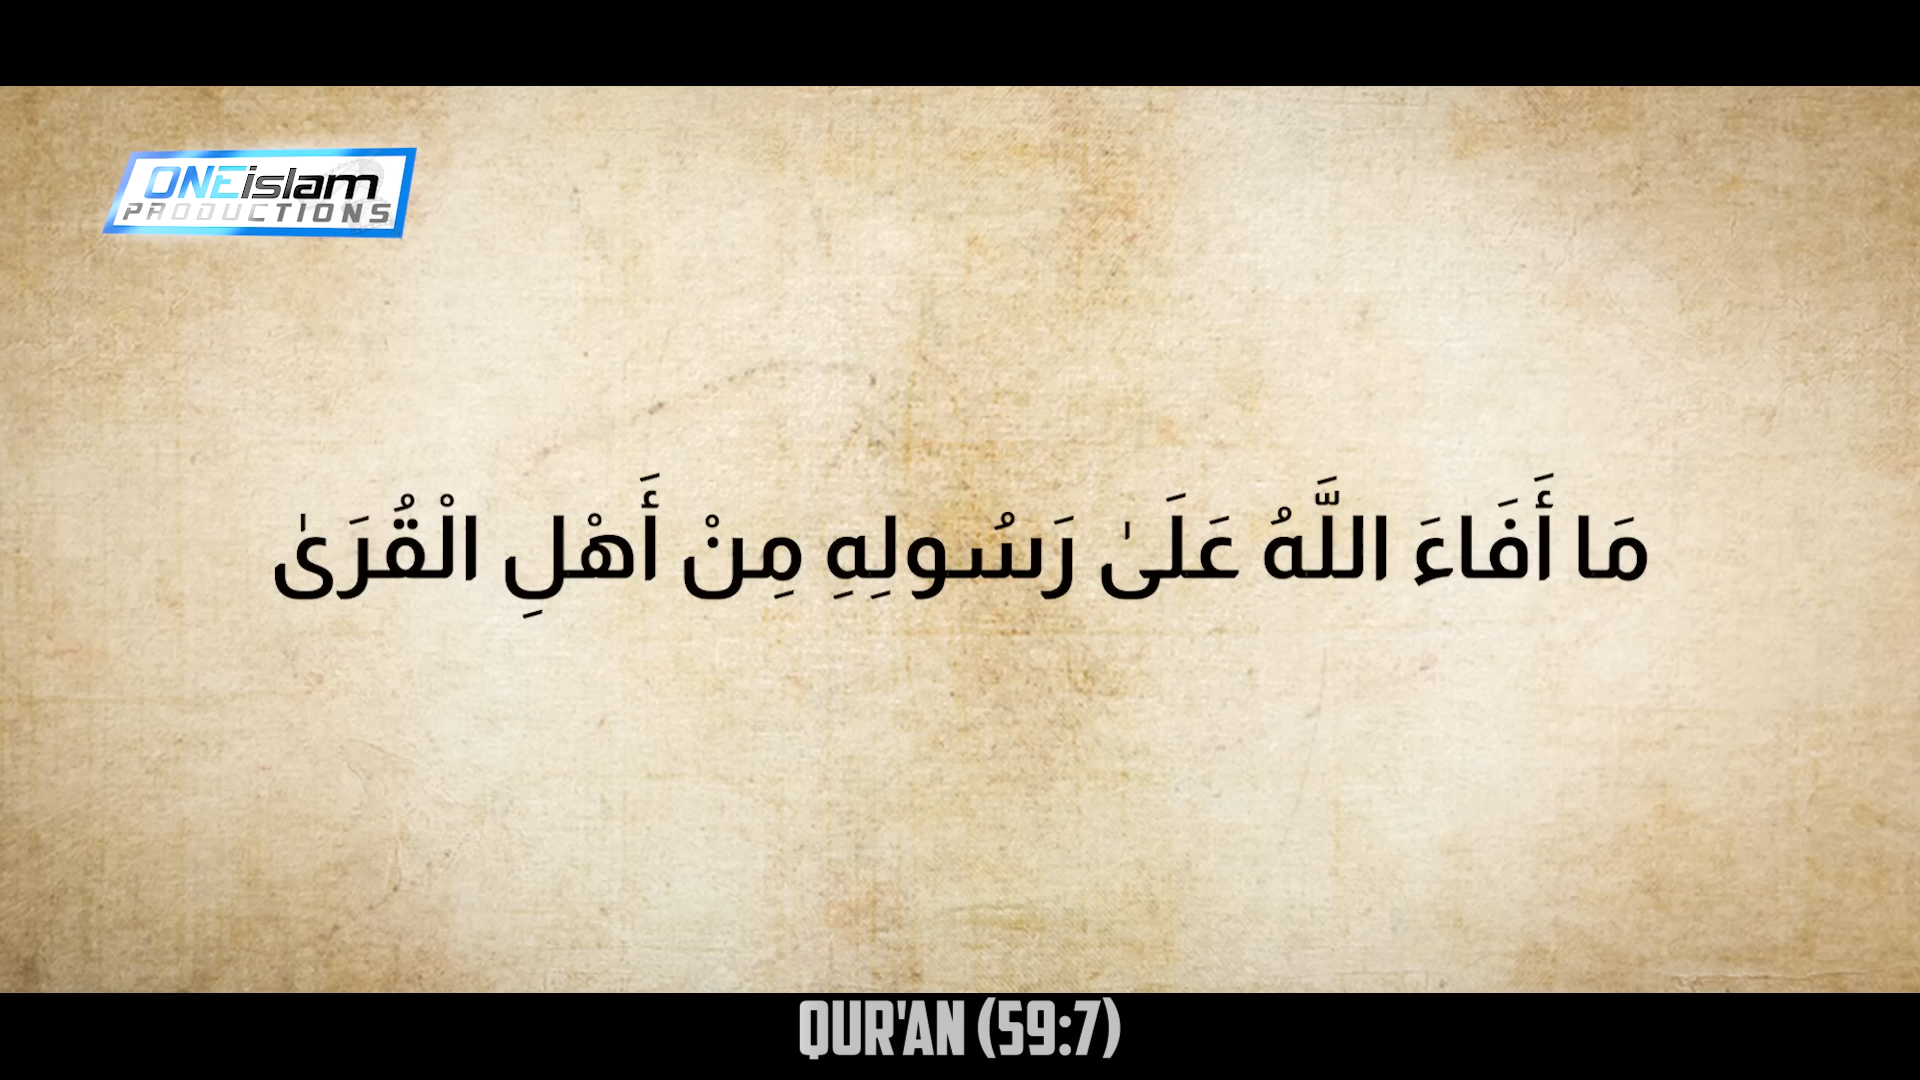 ONEislam
PRODUCTIONS
مَا أَفَاءَ اللَّهُ عَلَىٰ رَسُولِهِ مِنْ أَهْلِ الْقُرَىٰ
QUR'AN (59:7)